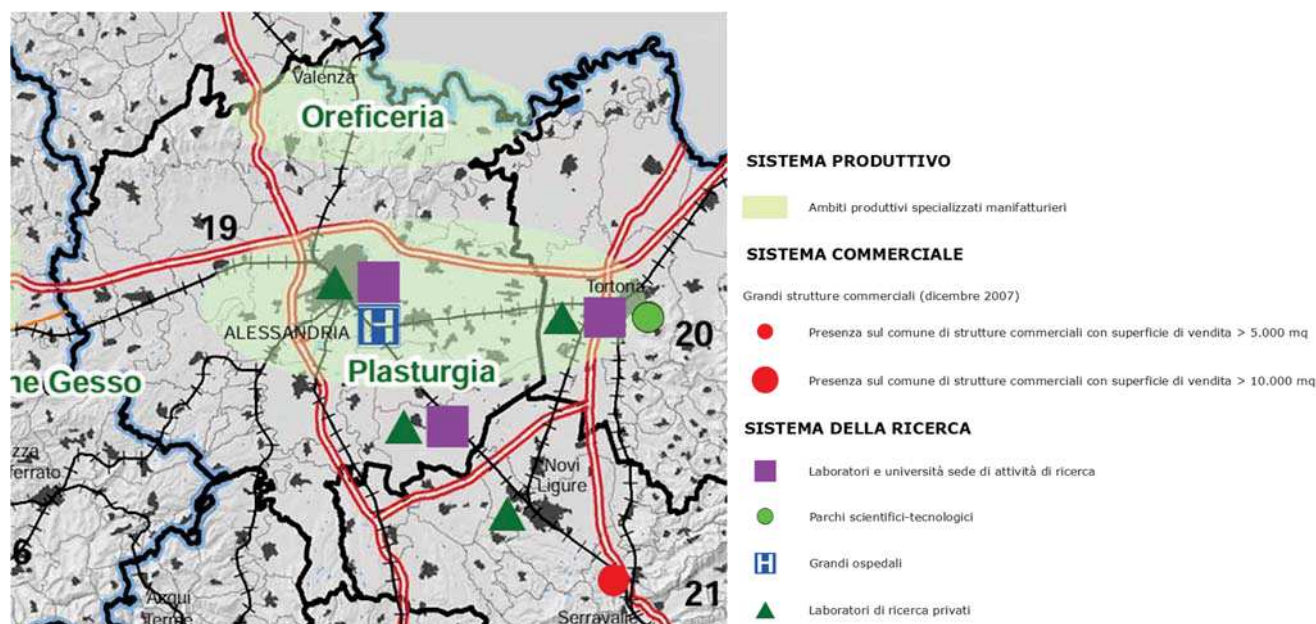 Valenza
Oreficeria
19
Tortona
ALESSANDRIA
H
20
Plasturgia
ne Gesso
zza
ferrato
Novi
Ligure
6
21
Acqui
Terme
Serravalle
SISTEMA PRODUTTIVO
Ambiti produttivi specializzati manifatturieri
SISTEMA COMMERCIALE
Grandi strutture commerciali (dicembre 2007)
Presenza sul comune di strutture commerciali con superficie di vendita > 5.000 mq
Presenza sul comune di strutture commerciali con superficie di vendita > 10.000 mq
SISTEMA DELLA RICERCA
Laboratori e università sede di attività di ricerca
Parchi scientifici-tecnologici
H Grandi ospedali
Laboratori di ricerca privati